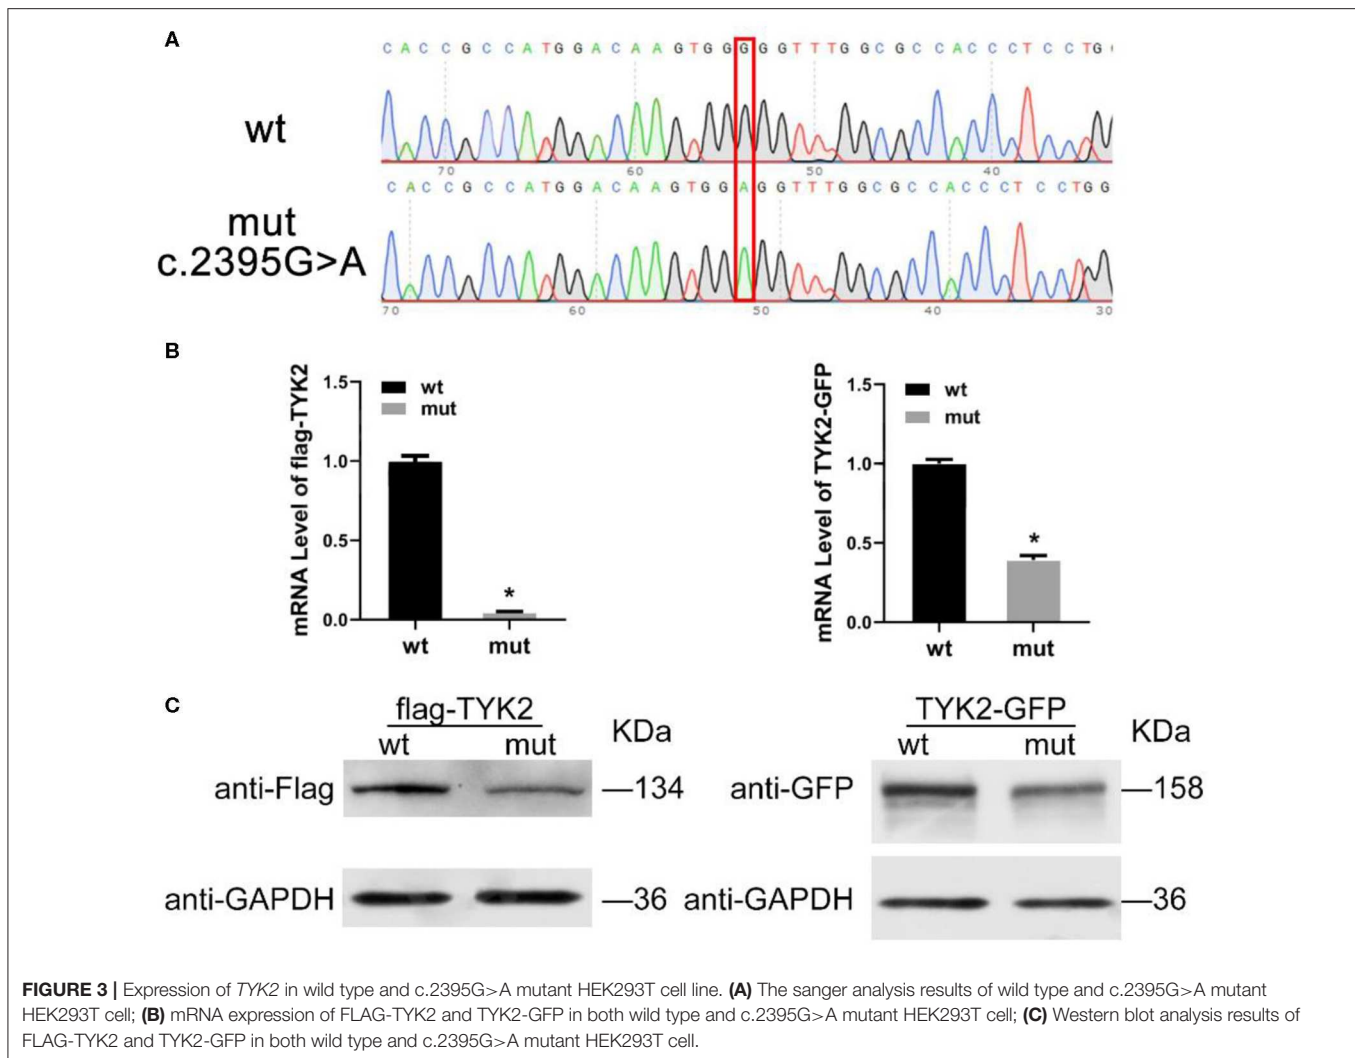 A
C A C C G C C A T G G A C A A G T G G G G G T T T G G C G C C A C C C T C C T G
wt
70 60 50 40
C A C C G C C A T G G A C A A G T G G A G G T T T G G C G C C A C C C T C C T G G
mut
c.2395G>A
70 60 50 40 30
B
mRNA Level of flag-TYK2
1.5
1.0
0.5
0.0
wt
mut
*
wt mut
mRNA Level of TYK2-GFP
1.5
1.0
0.5
0.0
wt
mut
*
wt mut
C
flag-TYK2
wt mut KDa
anti-Flag —134
anti-GAPDH —36
TYK2-GFP
wt mut KDa
anti-GFP —158
anti-GAPDH —36
FIGURE 3 | Expression of TYK2 in wild type and c.2395G>A mutant HEK293T cell line. (A) The sanger analysis results of wild type and c.2395G>A mutant
HEK293T cell; (B) mRNA expression of FLAG-TYK2 and TYK2-GFP in both wild type and c.2395G>A mutant HEK293T cell; (C) Western blot analysis results of
FLAG-TYK2 and TYK2-GFP in both wild type and c.2395G>A mutant HEK293T cell.